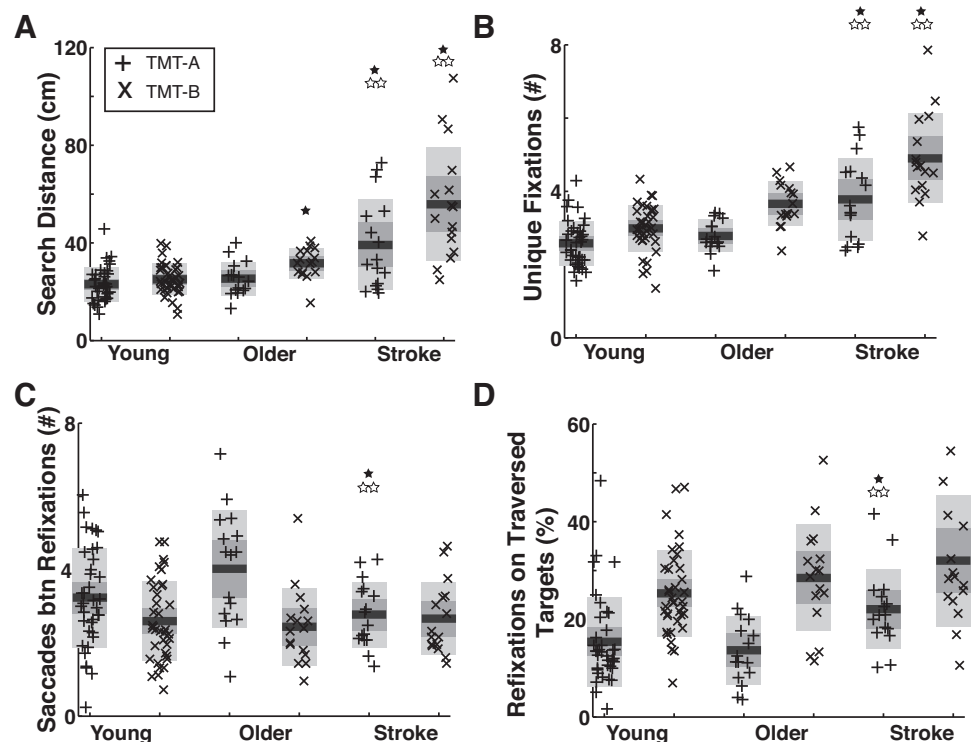 A
B
120
80
40
0
Search Distance (cm)
+ TMT-A
x TMT-B
Young
Older
Stroke
8
4
0
Unique Fixations (#)
Young
Older
Stroke
C
D
8
4
0
Saccades btn Refixations (#)
Young
Older
Stroke
60
40
20
0
Refixations on Traversed
Targets (%)
Young
Older
Stroke